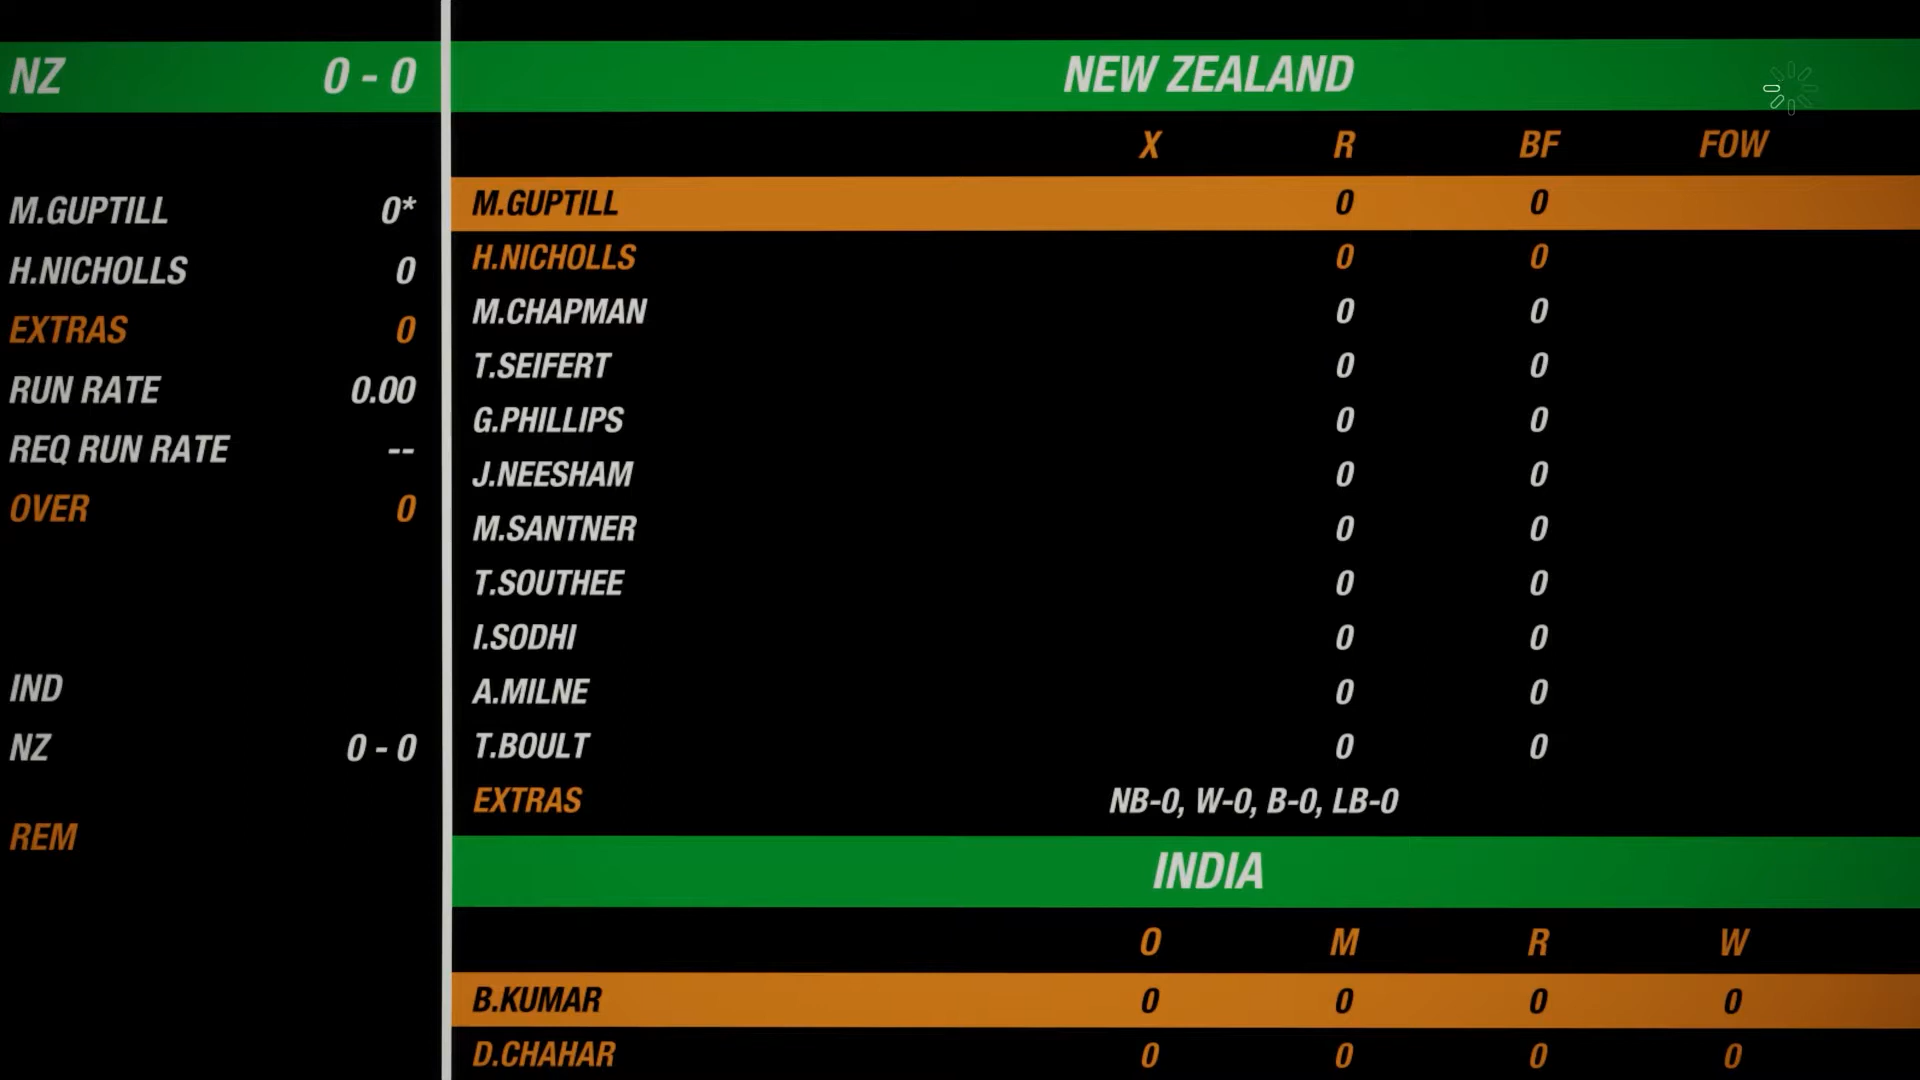 NZ 0 - 0
M.GUPTILL 0*
H.NICHOLLS 0
EXTRAS 0
RUN RATE 0.00
REQ RUN RATE --
OVER 0
IND
NZ 0 - 0
REM
NEW ZEALAND
X R BF FOW
M.GUPTILL 0 0
H.NICHOLLS 0 0
M.CHAPMAN 0 0
T.SEIFERT 0 0
G.PHILLIPS 0 0
J.NEESHAM 0 0
M.SANTNER 0 0
T.SOUTHEE 0 0
I.SODHI 0 0
A.MILNE 0 0
T.BOULT 0 0
EXTRAS NB-0, W-0, B-0, LB-0
INDIA
O M R W
B.KUMAR 0 0 0 0
D.CHAHAR 0 0 0 0